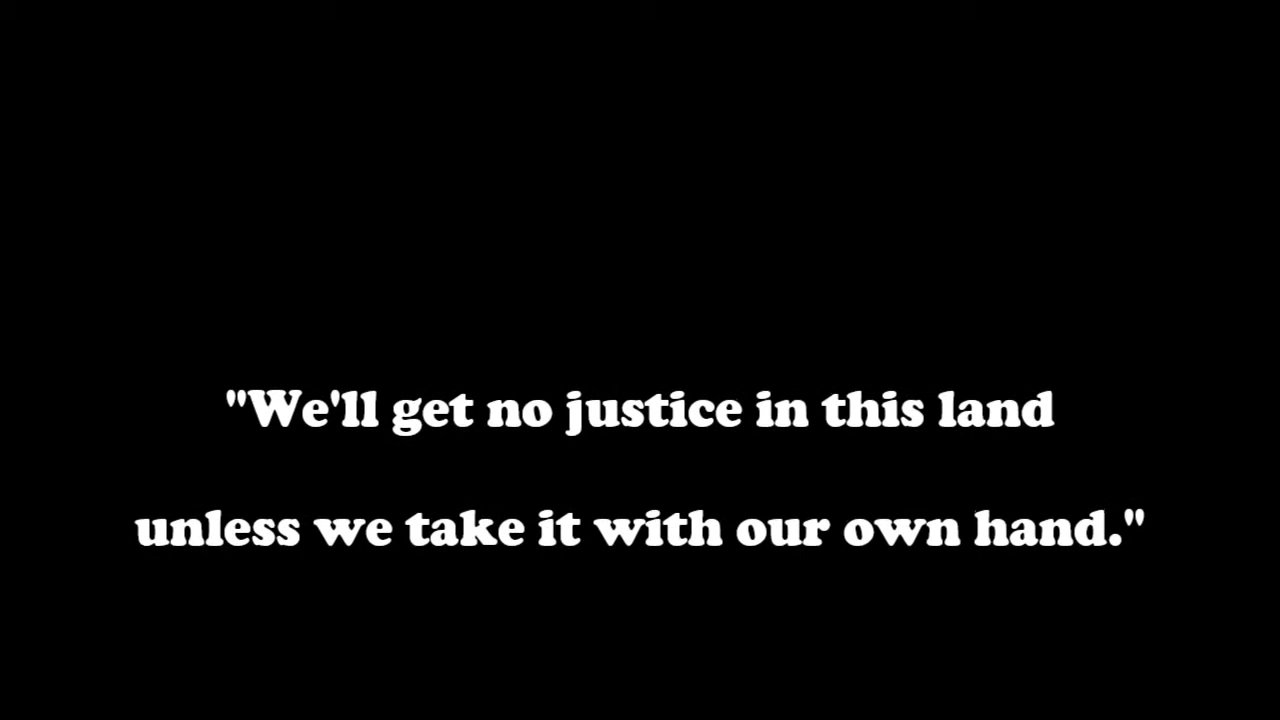 "We'll get no justice in this land
unless we take it with our own hand."